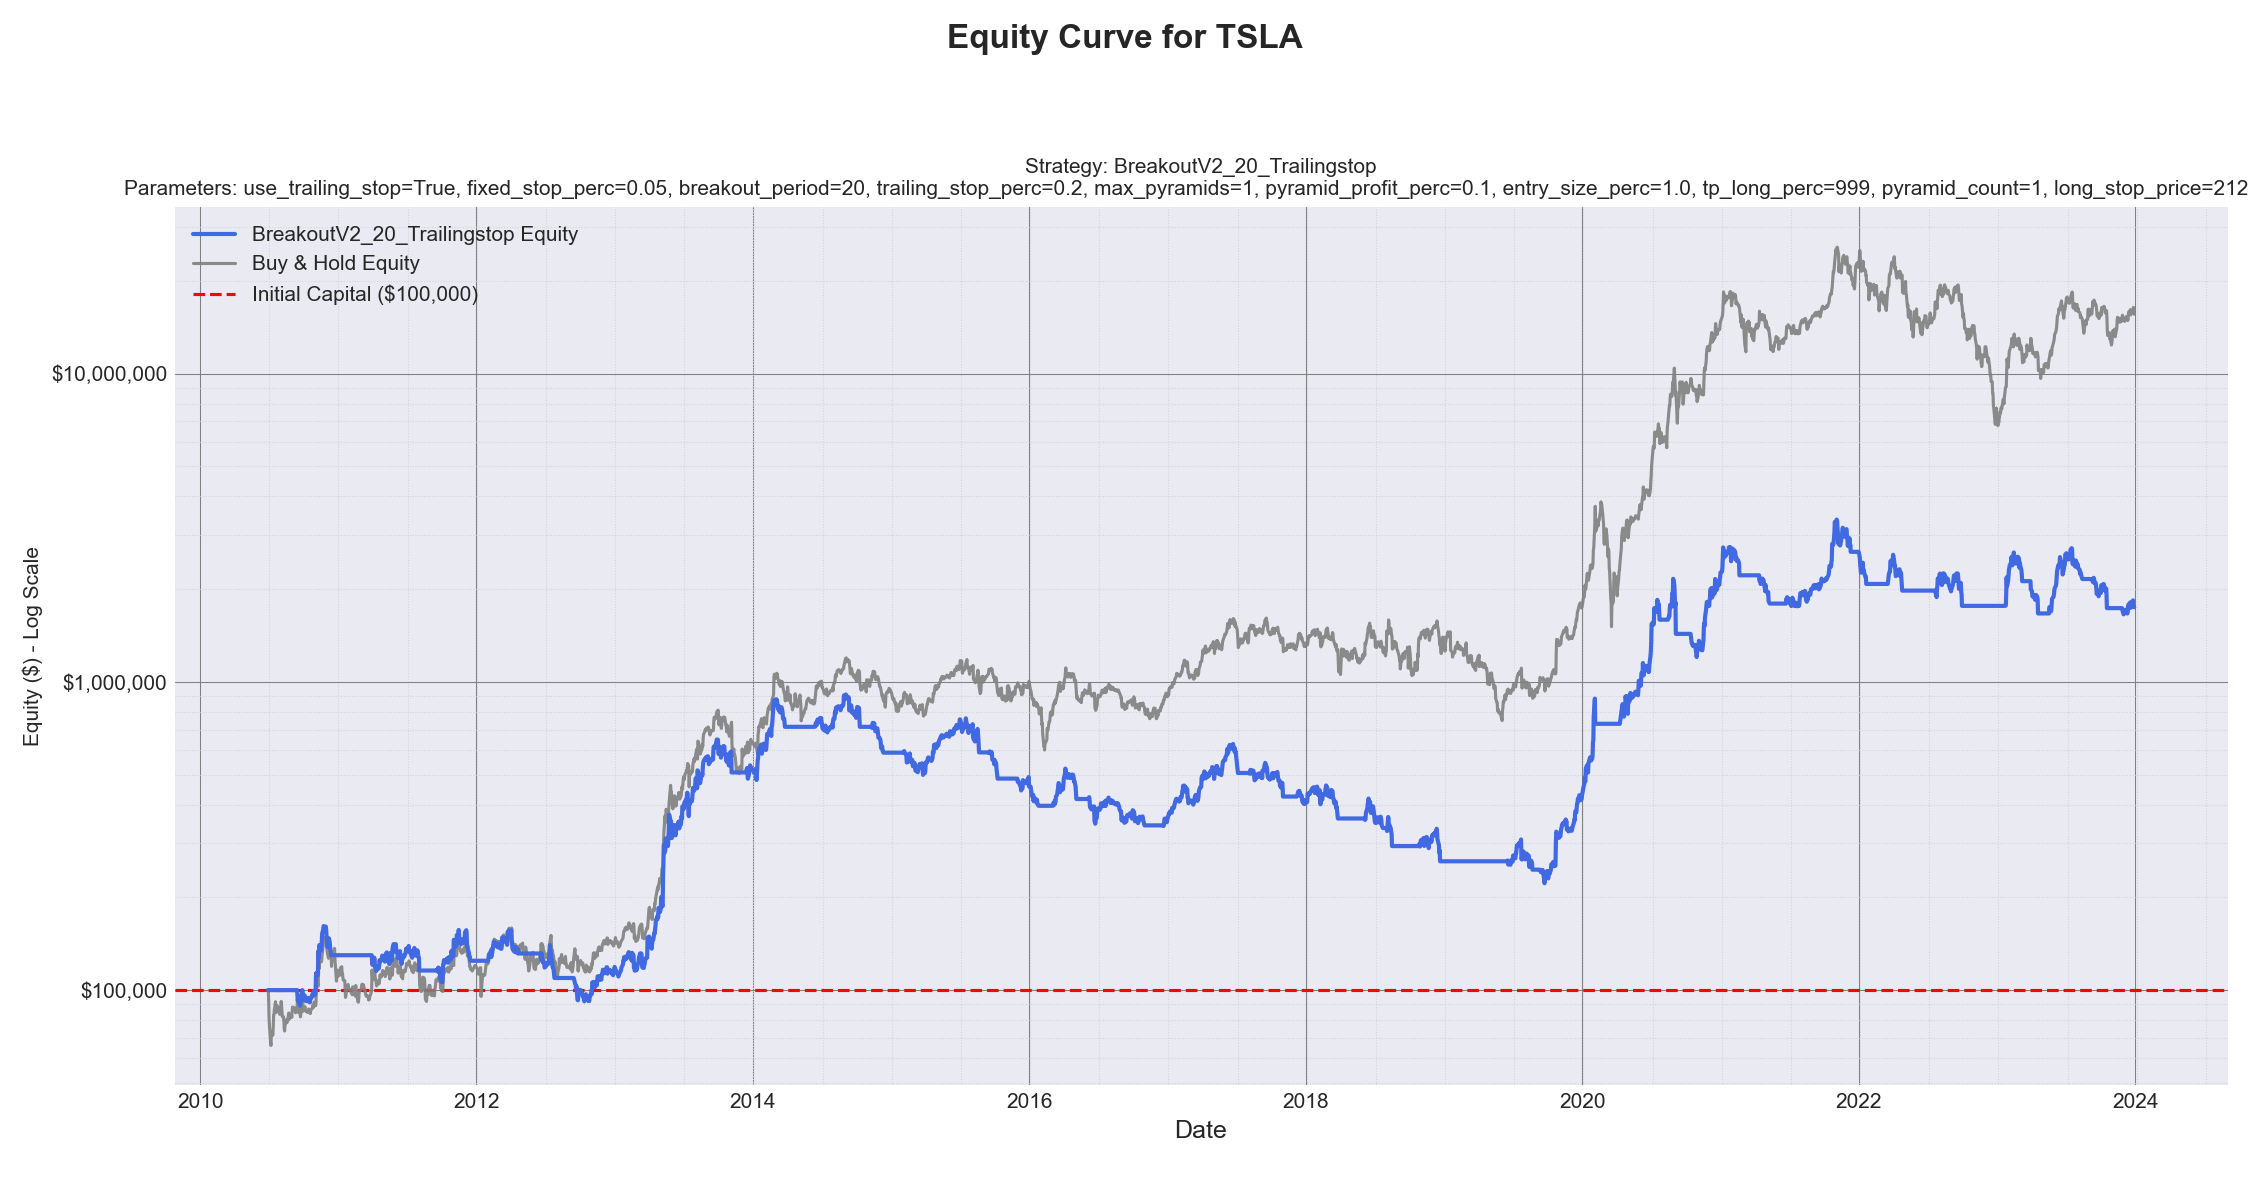 Equity Curve for TSLA
Strategy: BreakoutV2_20_Trailingstop
Parameters: use_trailing_stop=True, fixed_stop_perc=0.05, breakout_period=20, trailing_stop_perc=0.2, max_pyramids=1, pyramid_profit_perc=0.1, entry_size_perc=1.0, tp_long_perc=999, pyramid_count=1, long_stop_price=212
BreakoutV2_20_Trailingstop Equity
Buy & Hold Equity
Initial Capital ($100,000)
$10,000,000
$1,000,000
$100,000
Equity ($) - Log Scale
2010 2012 2014 2016 2018 2020 2022 2024
Date